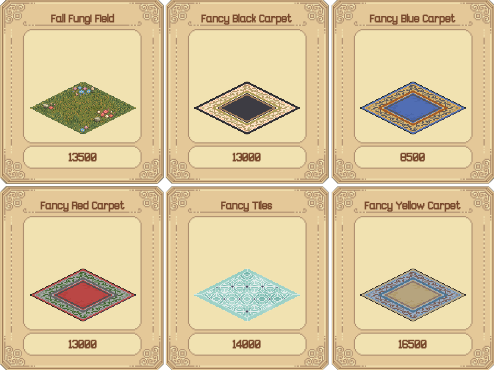 Fall Fungi Field
Fancy Black Carpet
Fancy Blue Carpet
13500
13000
8500
Fancy Red Carpet
Fancy Tiles
Fancy Yellow Carpet
13000
14000
16500